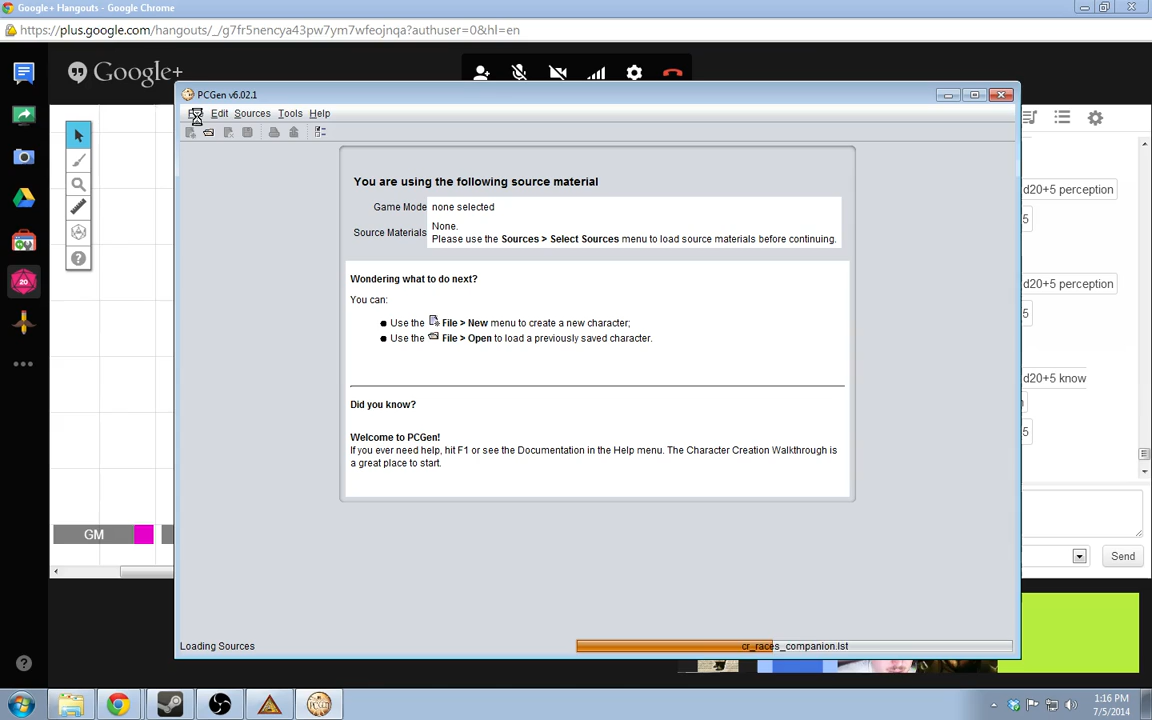 Google+ Hangouts - Google Chrome
https://plus.google.com/hangouts/_/g7fr5nencya43pw7ym7wfeojnqa?authuser=0&hl=en
Google+
PCGen v6.02.1
Edit Sources Tools Help
You are using the following source material
Game Mode none selected
Source Materials None.
Please use the Sources > Select Sources menu to load source materials before continuing.
Wondering what to do next?
You can:
Use the File > New menu to create a new character;
Use the File > Open to load a previously saved character.
Did you know?
Welcome to PCGen!
If you ever need help, hit F1 or see the Documentation in the Help menu. The Character Creation Walkthrough is
a great place to start.
Loading Sources
cr_races_companion.lst
20
d20+5 perception
5
d20+5 perception
5
d20+5 know
5
GM
Send
1:16 PM
7/5/2014